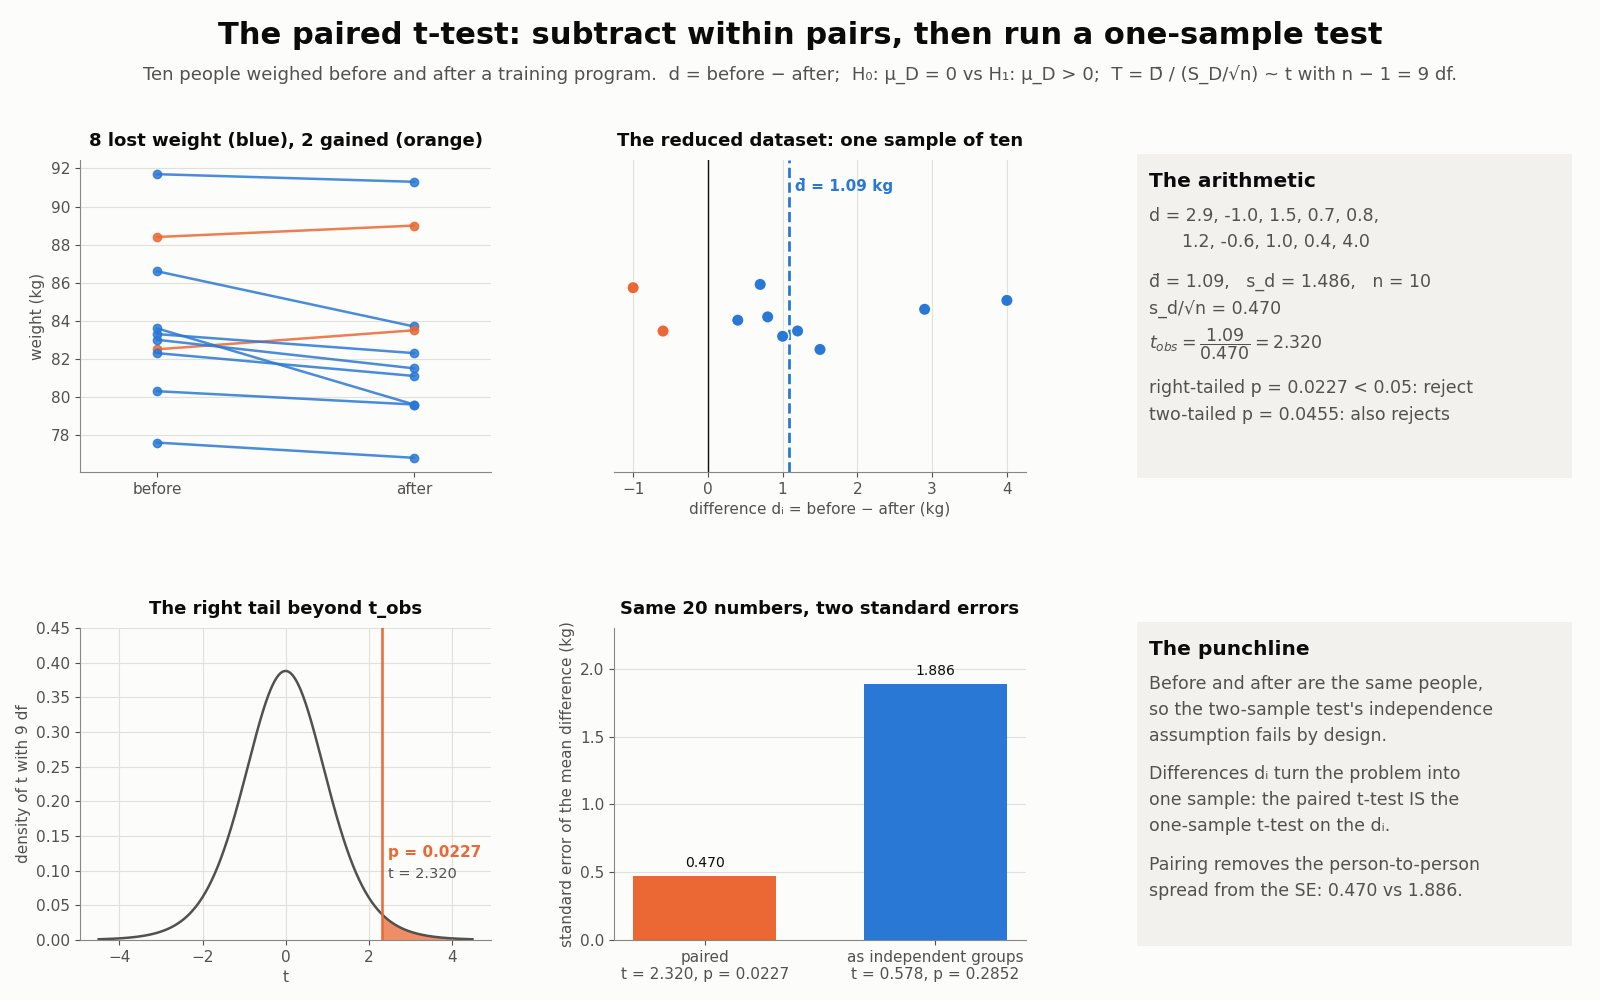 The paired t-test: subtract within pairs, then run a one-sample test
Ten people weighed before and after a training program.  d = before − after;  H₀: μ_D = 0 vs H₁: μ_D > 0;  T = D̄ / (S_D/√n) ~ t with n − 1 = 9 df.
8 lost weight (blue), 2 gained (orange)
weight (kg)
92
90
88
86
84
82
80
78
before
after
The reduced dataset: one sample of ten
d̄ = 1.09 kg
−1
0
1
2
3
4
difference dᵢ = before − after (kg)
The arithmetic
d = 2.9, -1.0, 1.5, 0.7, 0.8,
1.2, -0.6, 1.0, 0.4, 4.0
d̄ = 1.09,   s_d = 1.486,   n = 10
s_d/√n = 0.470
t_obs = 1.09/0.470 = 2.320
right-tailed p = 0.0227 < 0.05: reject
two-tailed p = 0.0455: also rejects
The right tail beyond t_obs
density of t with 9 df
0.45
0.40
0.35
0.30
0.25
0.20
0.15
0.10
0.05
0.00
p = 0.0227
t = 2.320
−4
−2
0
2
4
t
Same 20 numbers, two standard errors
standard error of the mean difference (kg)
2.0
1.5
1.0
0.5
0.0
0.470
1.886
paired
t = 2.320, p = 0.0227
as independent groups
t = 0.578, p = 0.2852
The punchline
Before and after are the same people,
so the two-sample test's independence
assumption fails by design.
Differences dᵢ turn the problem into
one sample: the paired t-test IS the
one-sample t-test on the dᵢ.
Pairing removes the person-to-person
spread from the SE: 0.470 vs 1.886.